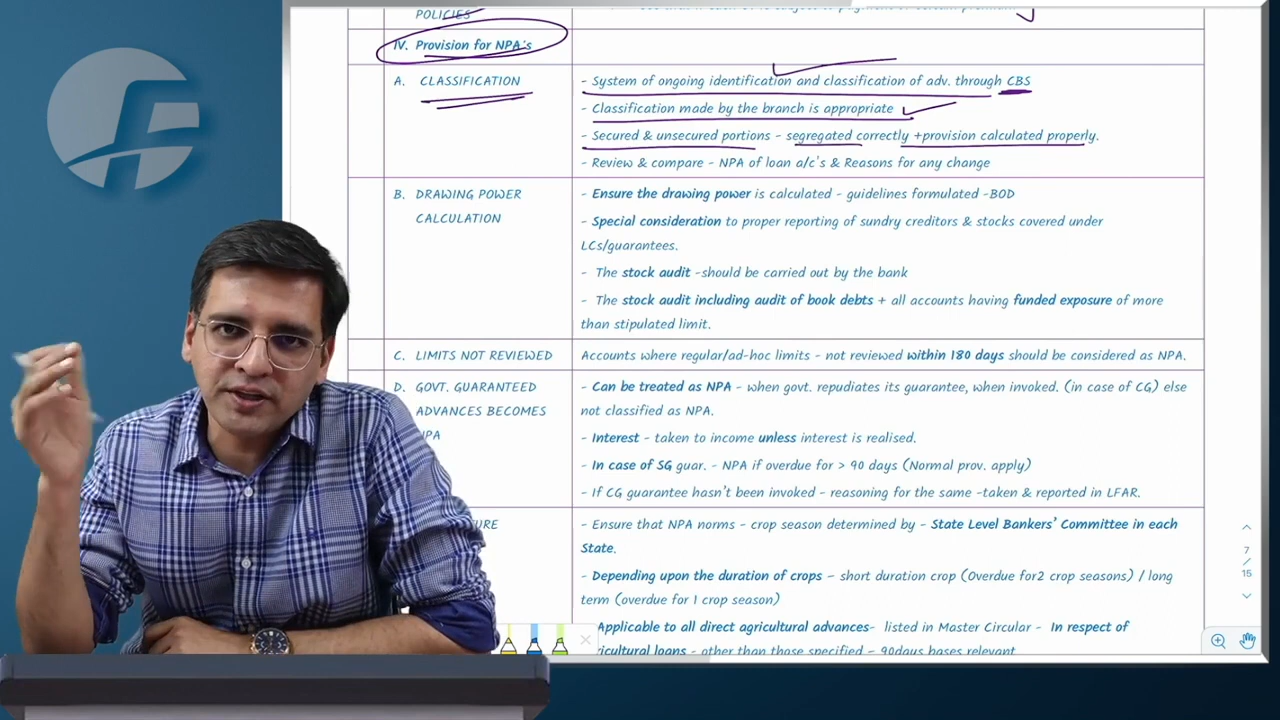 POLICIES
IV. Provision for NPA's
A. CLASSIFICATION
- System of ongoing identification and classification of adv. through CBS
- Classification made by the branch is appropriate
- Secured & unsecured portions - segregated correctly +provision calculated properly.
- Review & compare - NPA of loan a/c's & Reasons for any change
B. DRAWING POWER
CALCULATION
- Ensure the drawing power is calculated - guidelines formulated -BOD
- Special consideration to proper reporting of sundry creditors & stocks covered under
LCs/guarantees.
- The stock audit -should be carried out by the bank
- The stock audit including audit of book debts + all accounts having funded exposure of more
than stipulated limit.
C. LIMITS NOT REVIEWED
Accounts where regular/ad-hoc limits - not reviewed within 180 days should be considered as NPA.
D. GOVT. GUARANTEED
ADVANCES BECOMES
- Can be treated as NPA - when govt. repudiates its guarantee, when invoked. (in case of CG) else
not classified as NPA.
- Interest - taken to income unless interest is realised.
- In case of SG guar. - NPA if overdue for > 90 days (Normal prov. apply)
- If CG guarantee hasn't been invoked - reasoning for the same -taken & reported in LFAR.
- Ensure that NPA norms - crop season determined by - State Level Bankers' Committee in each
State.
- Depending upon the duration of crops - short duration crop (Overdue for2 crop seasons) / long
term (overdue for 1 crop season)
Applicable to all direct agricultural advances- listed in Master Circular - In respect of
loans - other than those specified - 90days bases relevant
7
/
15